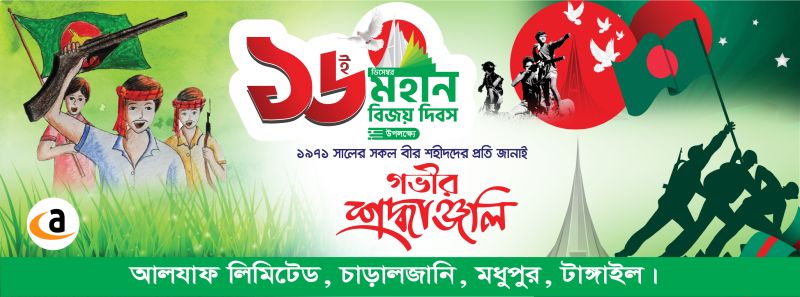 ১৬ই
ডিসেম্বর
মহান
বিজয় দিবস
উপলক্ষ্যে
১৯৭১ সালের সকল বীর শহীদদের প্রতি জানাই
গভীর
শ্রদ্ধাঞ্জলি
a
আলযাফ লিমিটেড, চাড়ালজানি, মধুপুর, টাঙ্গাইল।